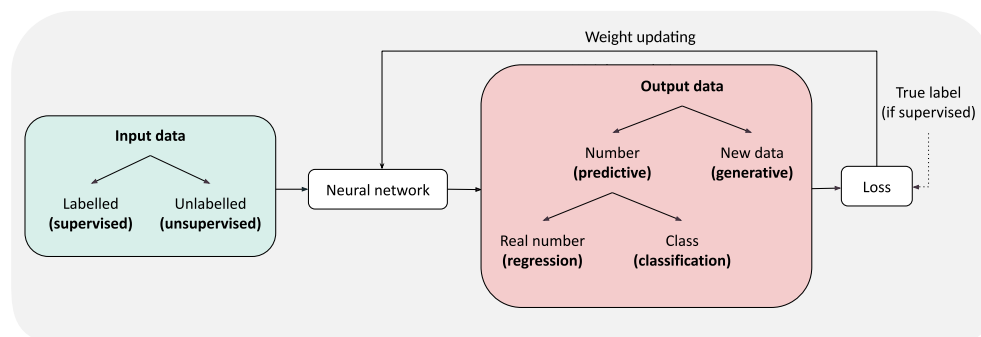 Weight updating
Output data
True label
(if supervised)
Input data
Number
(predictive)
New data
(generative)
Neural network
Loss
Labelled
(supervised)
Unlabelled
(unsupervised)
Real number
(regression)
Class
(classification)